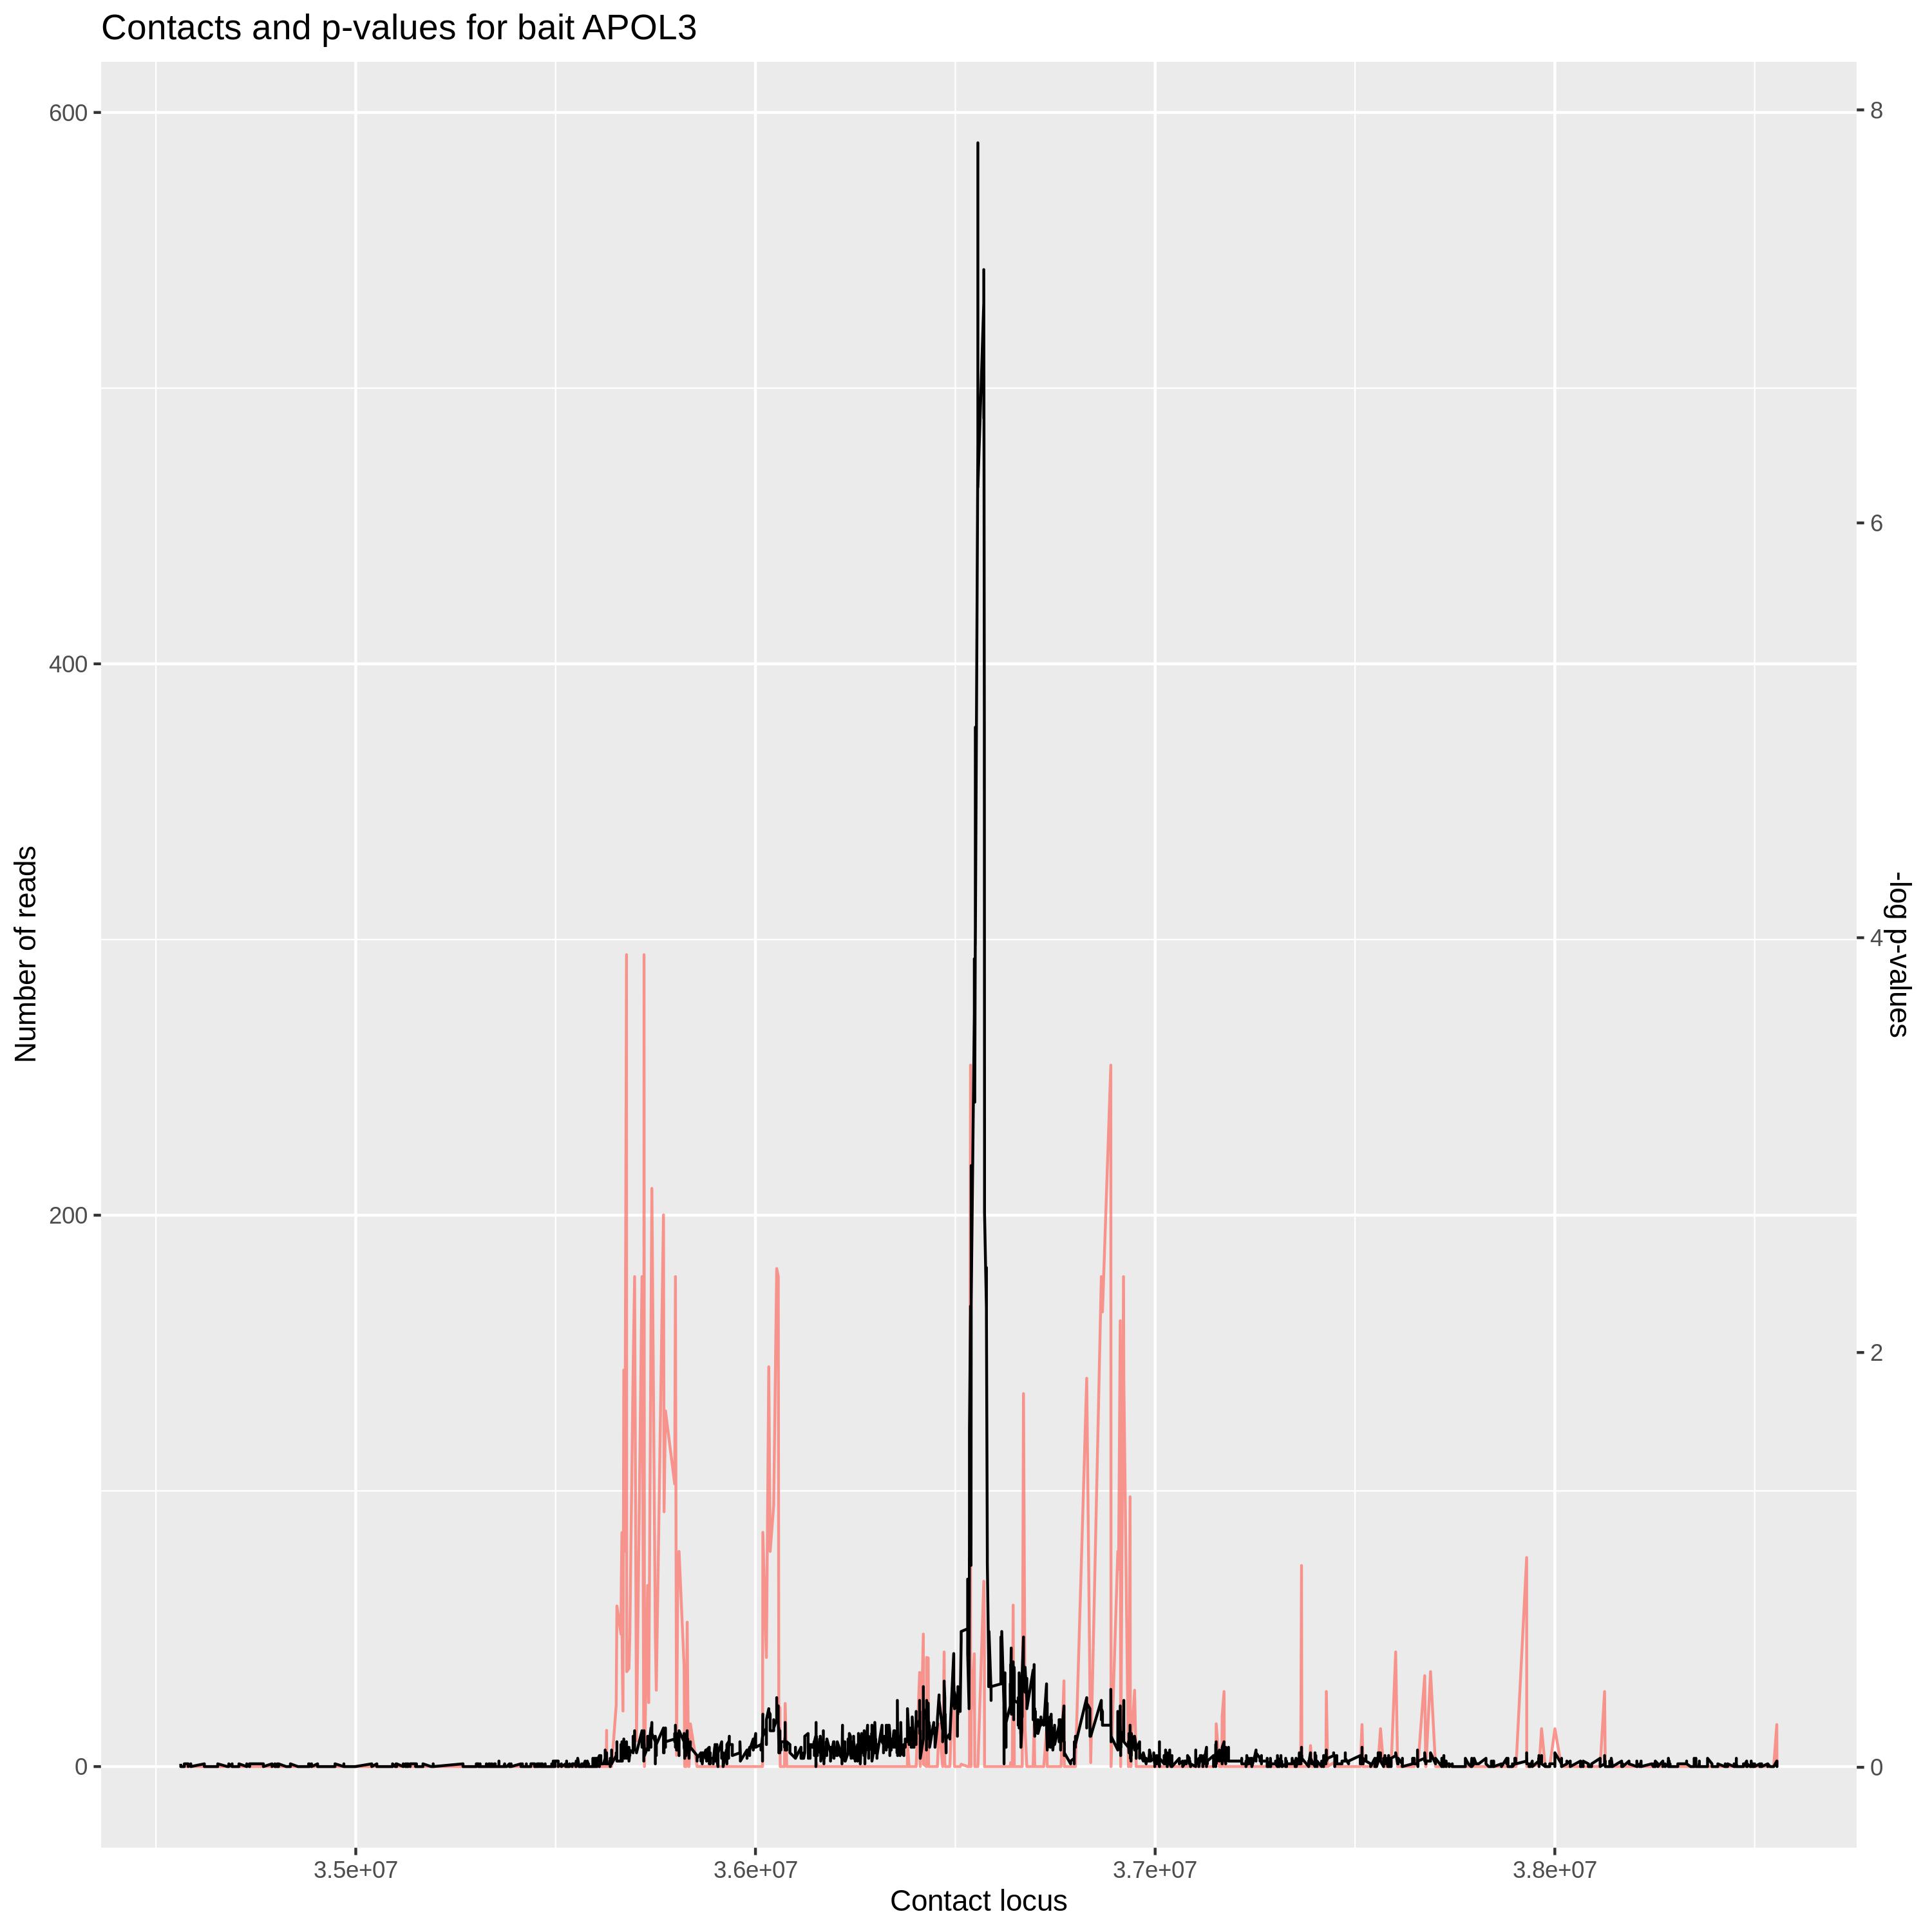 Contacts and p-values for bait APOL3
600
400
200
0
Number of reads
8
6
4
2
0
-log p-values
3.5e+07
3.6e+07
3.7e+07
3.8e+07
Contact locus